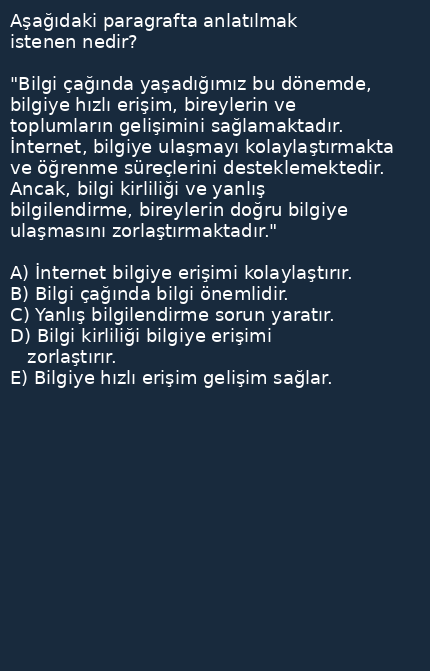 Aşağıdaki paragrafta anlatılmak
istenen nedir?
"Bilgi çağında yaşadığımız bu dönemde,
bilgiye hızlı erişim, bireylerin ve
toplumların gelişimini sağlamaktadır.
İnternet, bilgiye ulaşmayı kolaylaştırmakta
ve öğrenme süreçlerini desteklemektedir.
Ancak, bilgi kirliliği ve yanlış
bilgilendirme, bireylerin doğru bilgiye
ulaşmasını zorlaştırmaktadır."
A) İnternet bilgiye erişimi kolaylaştırır.
B) Bilgi çağında bilgi önemlidir.
C) Yanlış bilgilendirme sorun yaratır.
D) Bilgi kirliliği bilgiye erişimi
zorlaştırır.
E) Bilgiye hızlı erişim gelişim sağlar.